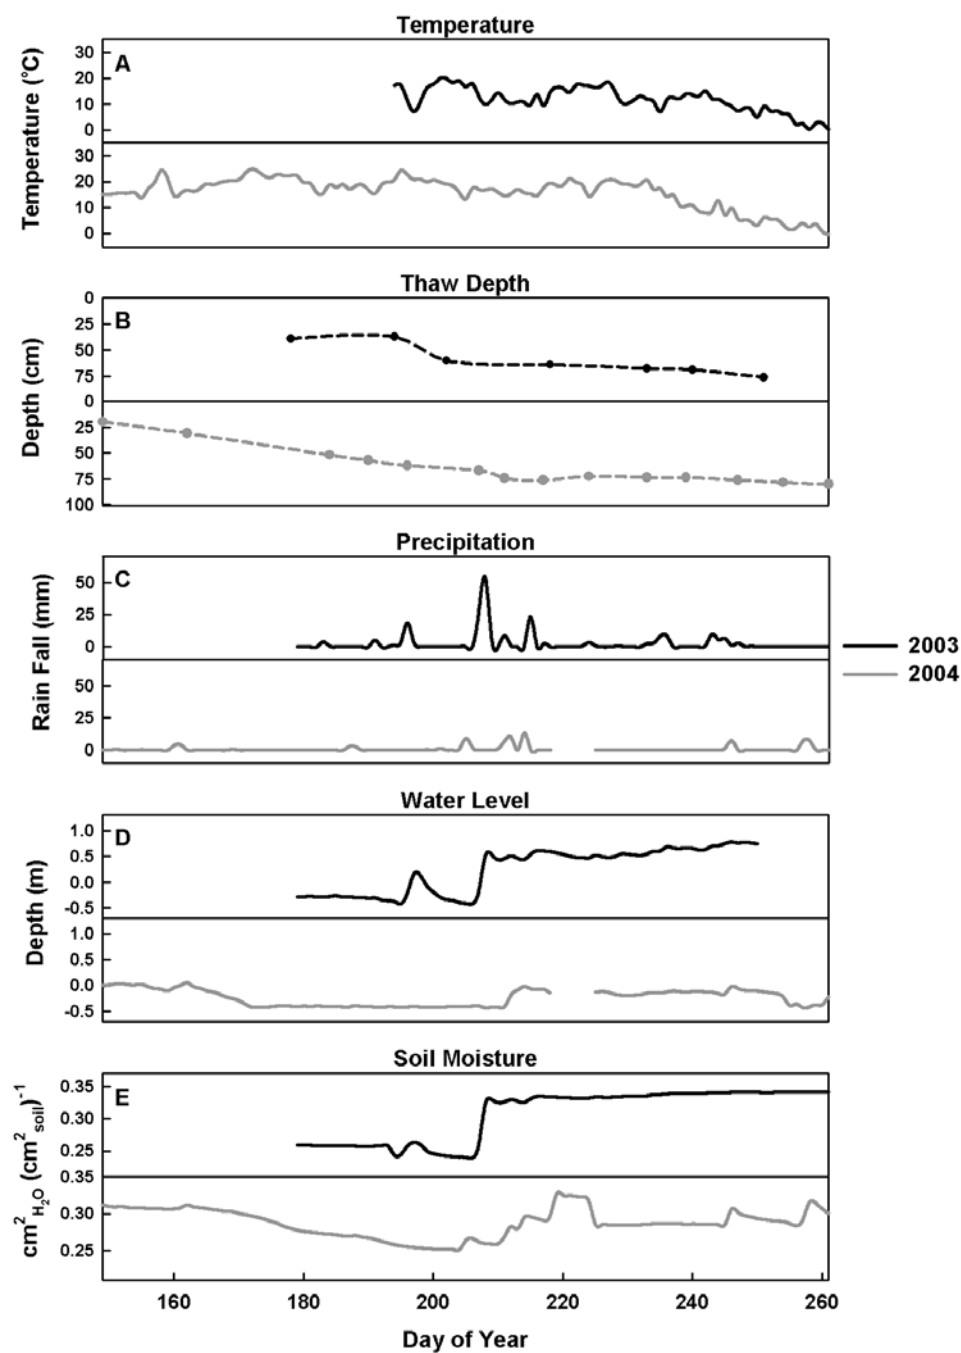 Temperature
A
Temperature (°C)
30
20
10
0
Temperature (°C)
30
20
10
0
Thaw Depth
B
Depth (cm)
0
25
50
75
0
25
50
75
100
Precipitation
C
Rain Fall (mm)
50
25
0
50
25
0
2003
2004
Water Level
D
Depth (m)
1.0
0.5
0.0
-0.5
1.0
0.5
0.0
-0.5
Soil Moisture
E
cm²H₂O (cm²soil)⁻¹
0.35
0.30
0.25
0.35
0.30
0.25
160 180 200 220 240 260
Day of Year